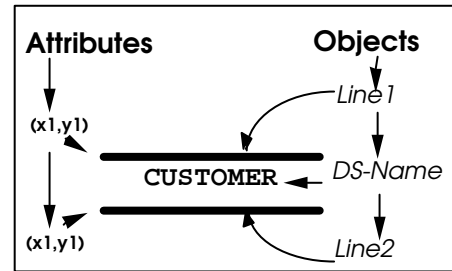 Attributes Objects
Line1
(x1,y1)
CUSTOMER DS-Name
(x1,y1) Line2